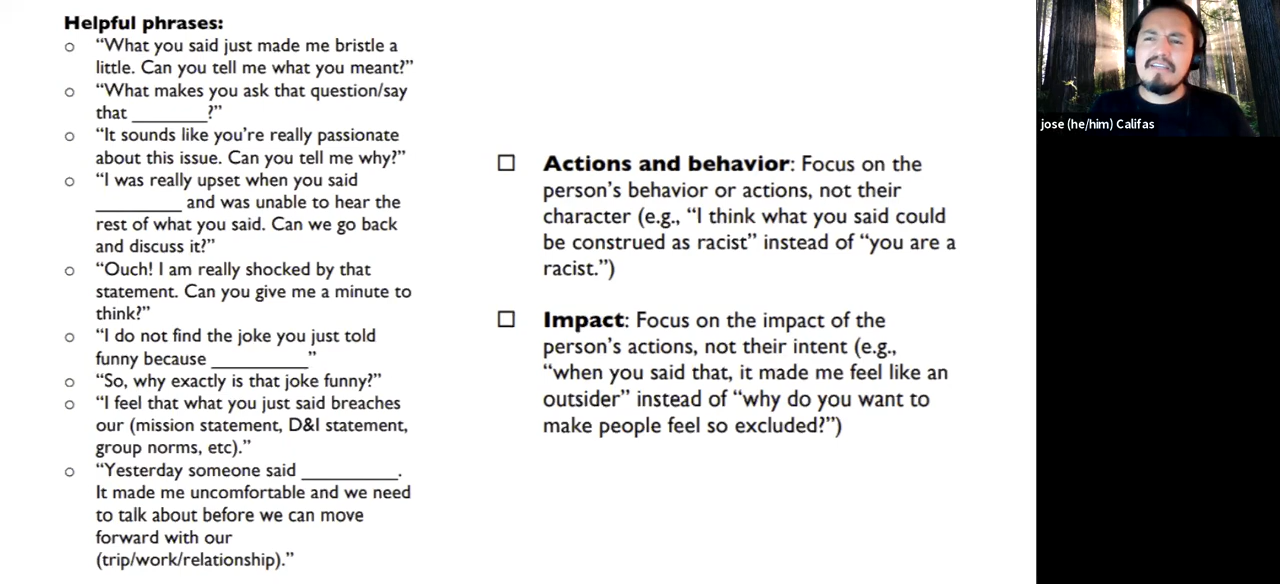 Helpful phrases:
o "What you said just made me bristle a
little. Can you tell me what you meant?"
o "What makes you ask that question/say
that ________?"
o "It sounds like you're really passionate
about this issue. Can you tell me why?"
o "I was really upset when you said
_________ and was unable to hear the
rest of what you said. Can we go back
and discuss it?"
o "Ouch! I am really shocked by that
statement. Can you give me a minute to
think?"
o "I do not find the joke you just told
funny because __________"
o "So, why exactly is that joke funny?"
o "I feel that what you just said breaches
our (mission statement, D&I statement,
group norms, etc)."
o "Yesterday someone said __________.
It made me uncomfortable and we need
to talk about before we can move
forward with our
(trip/work/relationship)."
☐ Actions and behavior: Focus on the
person's behavior or actions, not their
character (e.g., "I think what you said could
be construed as racist" instead of "you are a
racist.")
☐ Impact: Focus on the impact of the
person's actions, not their intent (e.g.,
"when you said that, it made me feel like an
outsider" instead of "why do you want to
make people feel so excluded?")
jose (he/him) Califas